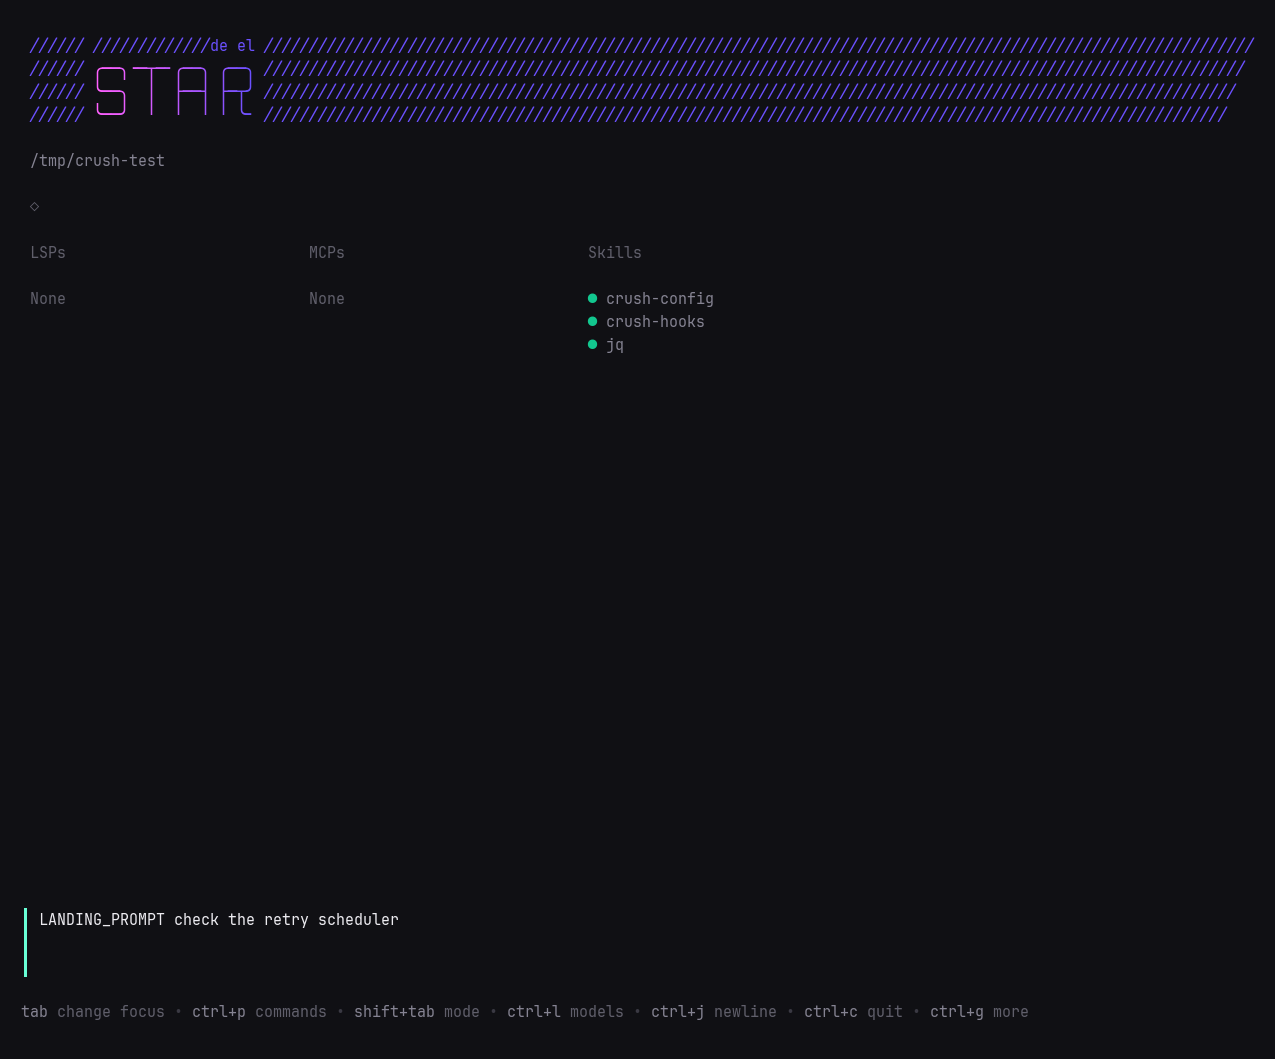 ////// /////////////de el //////////////////////////////////////////////////////////////////////////////////////////////////////////////
////// STAR /////////////////////////////////////////////////////////////////////////////////////////////////////////////
/tmp/crush-test
◇
LSPs MCPs Skills
None None ● crush-config
● crush-hooks
● jq
LANDING_PROMPT check the retry scheduler
tab change focus • ctrl+p commands • shift+tab mode • ctrl+l models • ctrl+j newline • ctrl+c quit • ctrl+g more